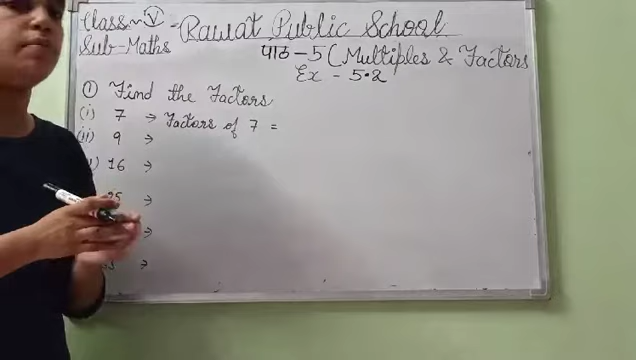 Class ~ V - Rawat Public School
Sub - Maths
पाठ - 5 ( Multiples & Factors
Ex - 5.2
① Find the Factors
(i) 7 → Factors of 7 =
(ii) 9 →
16 →
25 →
→
→